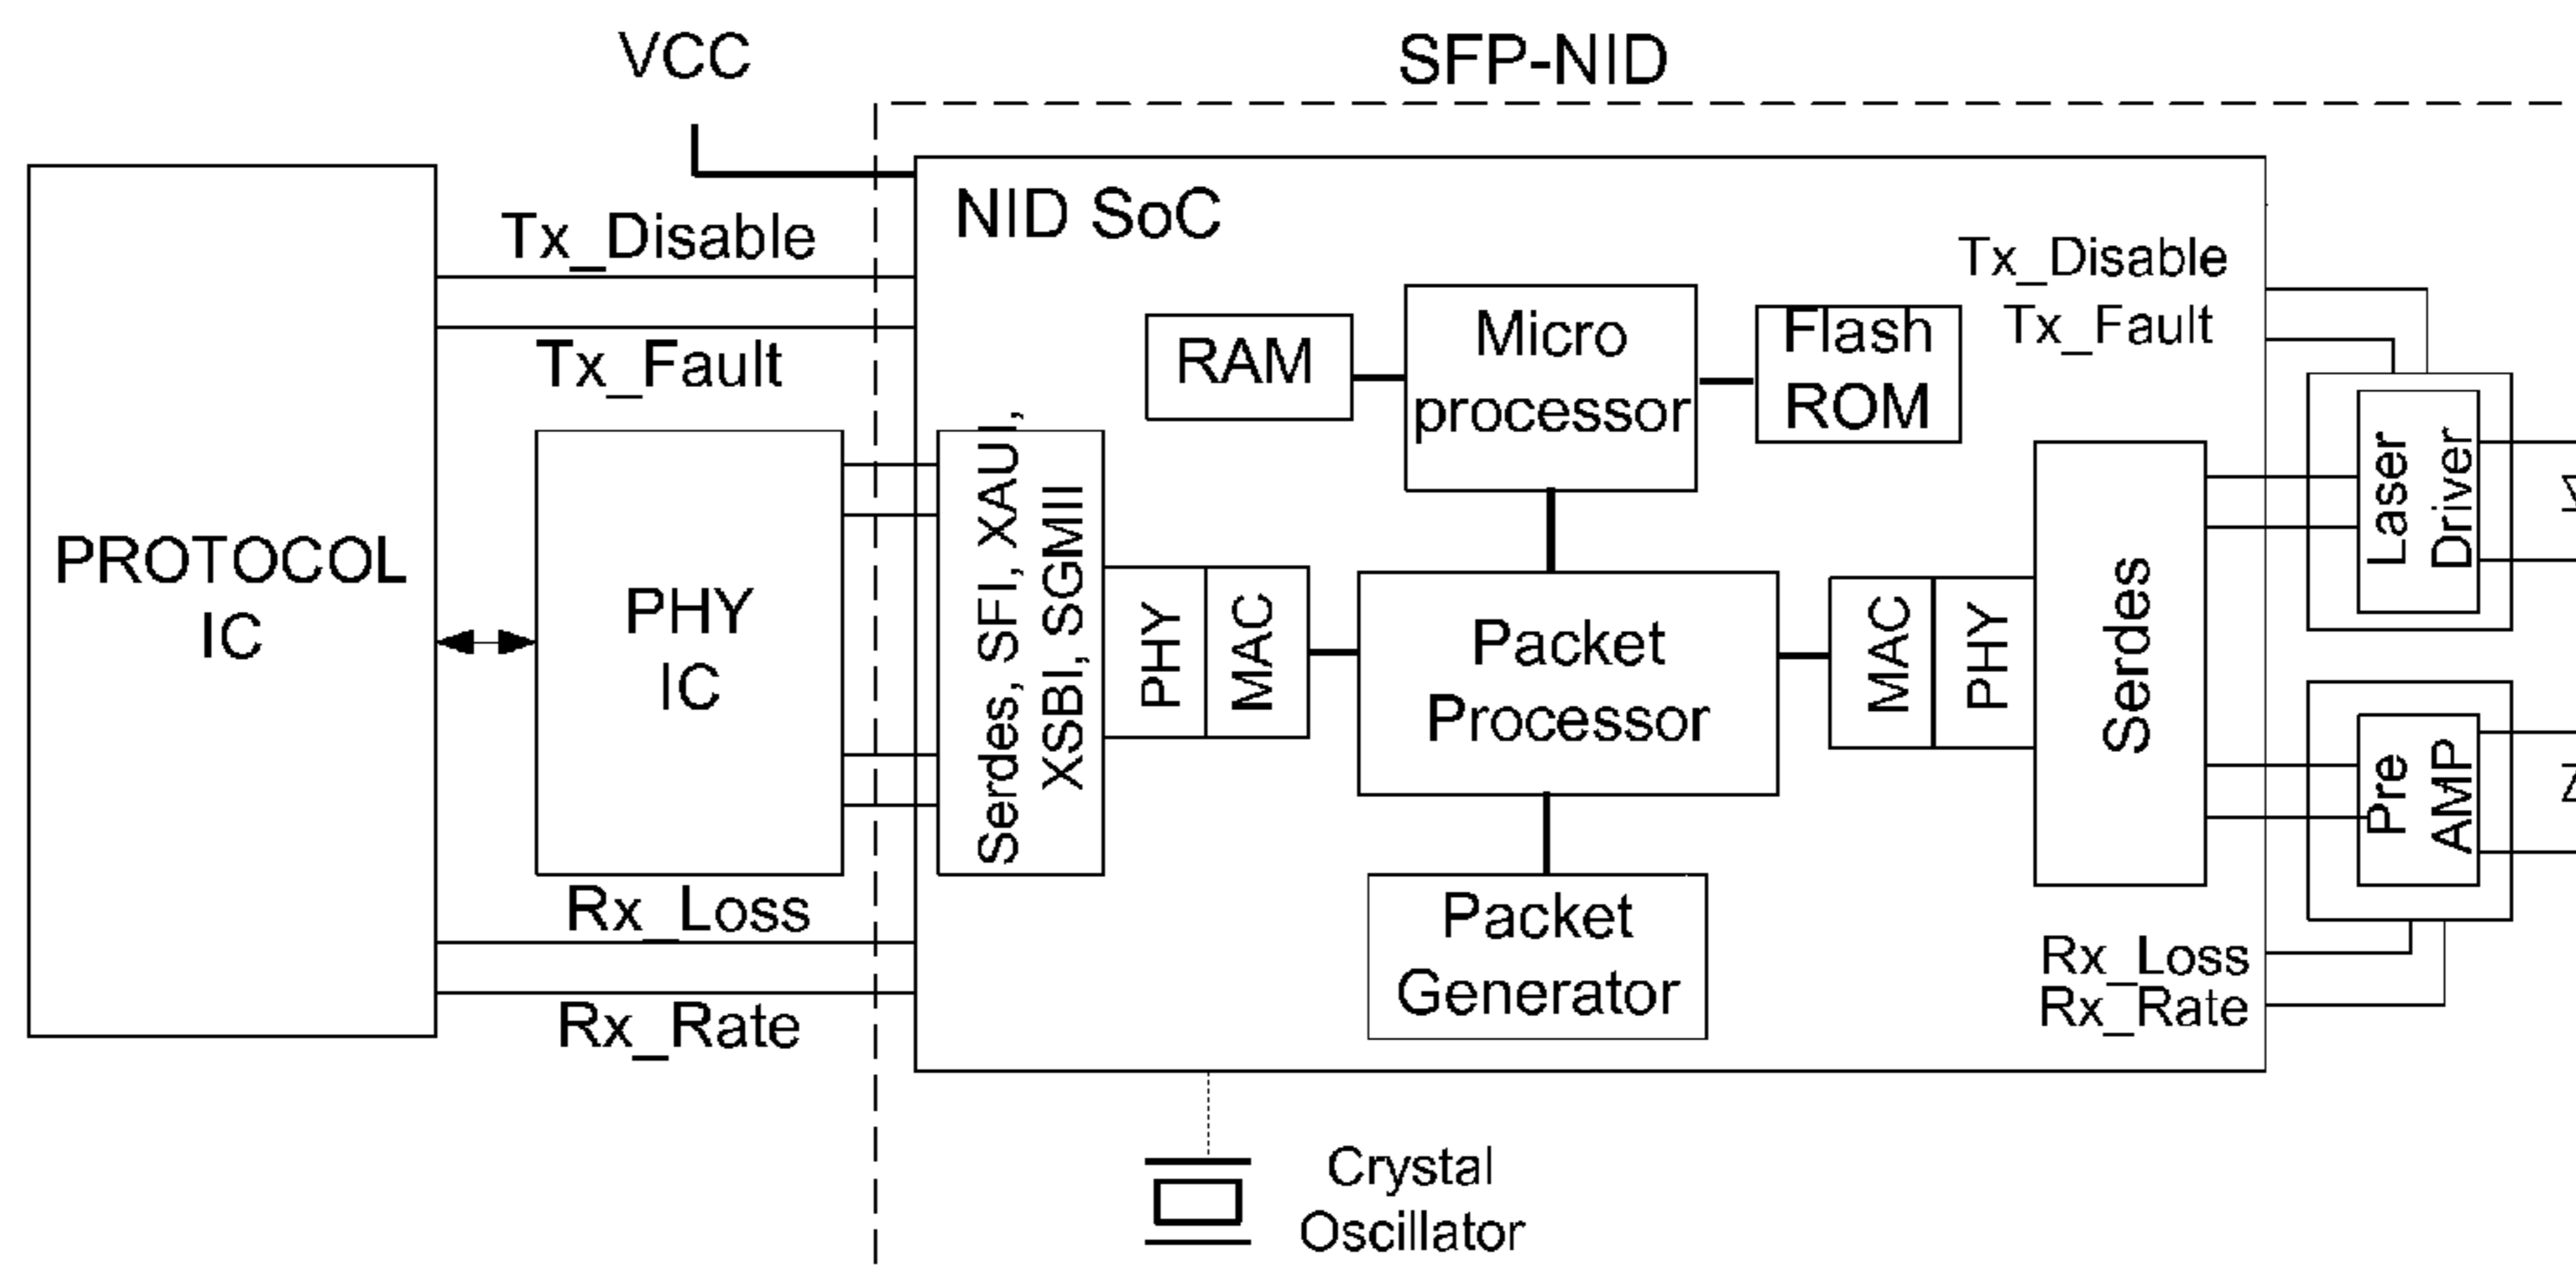 VCC
SFP-NID
PROTOCOL
IC
Tx_Disable
Tx_Fault
PHY
IC
Rx_Loss
Rx_Rate
NID SoC
Serdes, SFI, XAUI,
XSBI, SGMII
PHY
MAC
RAM
Micro
processor
Flash
ROM
Packet
Processor
Packet
Generator
MAC
PHY
Serdes
Tx_Disable
Tx_Fault
Laser
Driver
Pre
AMP
Rx_Loss
Rx_Rate
Crystal
Oscillator